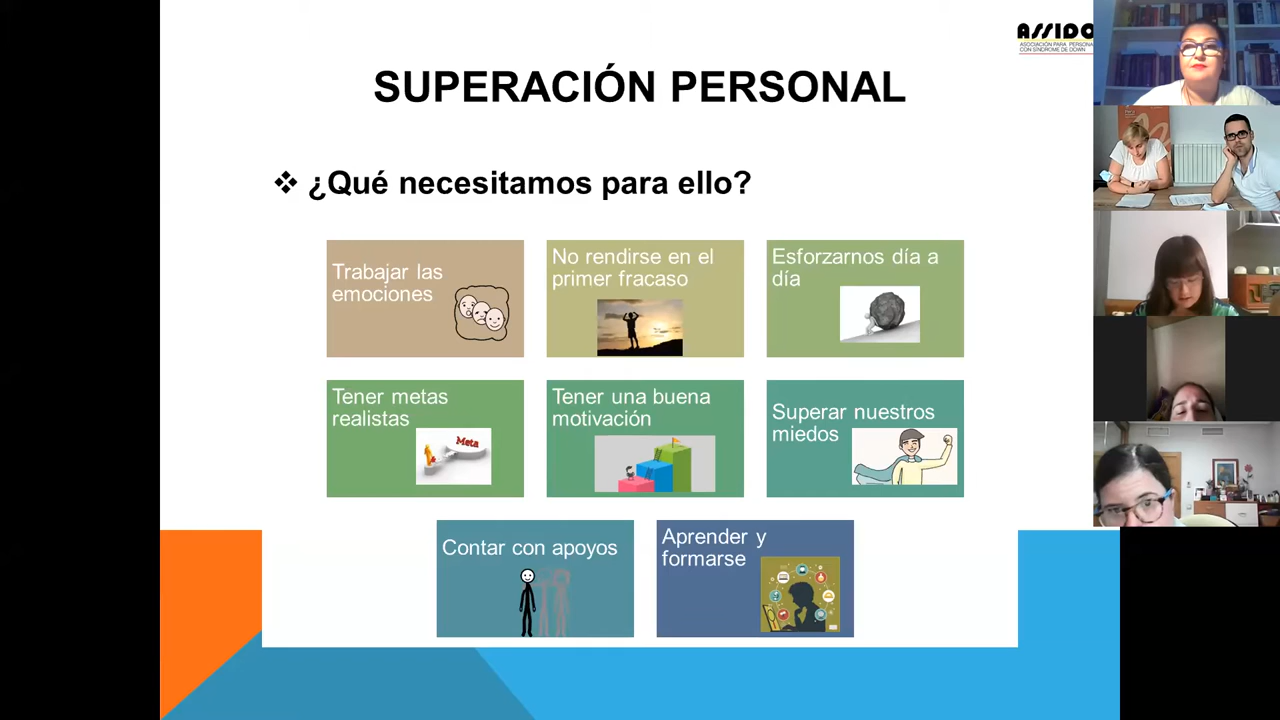 ASSIDO
ASOCIACIÓN PARA PERSONA
CON SÍNDROME DE DOWN
SUPERACIÓN PERSONAL
❖ ¿Qué necesitamos para ello?
Trabajar las
emociones
No rendirse en el
primer fracaso
Esforzarnos día a
día
Tener metas
realistas
Meta
Tener una buena
motivación
Superar nuestros
miedos
Contar con apoyos
Aprender y
formarse